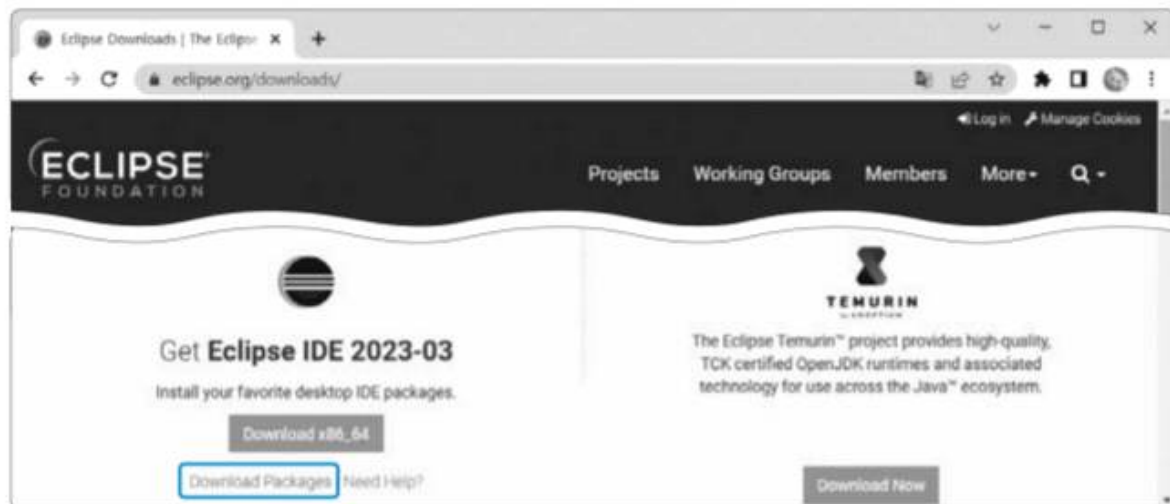 Eclipse Downloads | The Eclips
eclipse.org/downloads/
Log in Manage Cookies
ECLIPSE
FOUNDATION
Projects Working Groups Members More
Get Eclipse IDE 2023-03
Install your favorite desktop IDE packages.
Download x86_64
Download Packages Need Help?
TEMURIN
by ADOPTIUM
The Eclipse Temurin™ project provides high-quality,
TCK certified OpenJDK runtimes and associated
technology for use across the Java™ ecosystem.
Download Now